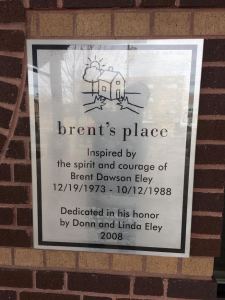 brent's place
Inspired by
the spirit and courage of
Brent Dawson Eley
12/19/1973 - 10/12/1988
Dedicated in his honor
by Donn and Linda Eley
2008